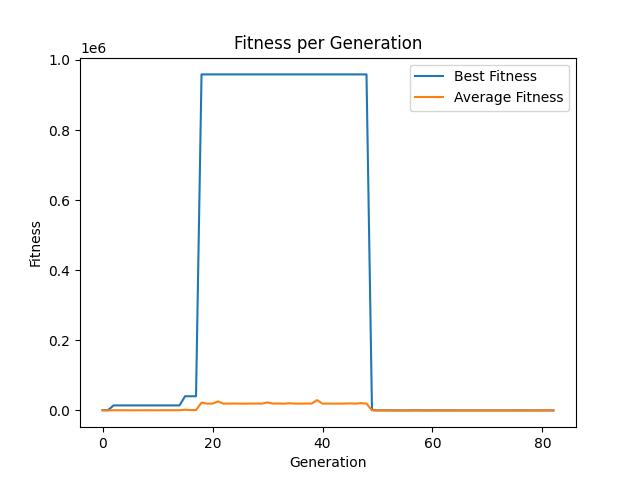 Fitness per Generation
1e6
1.0
0.8
0.6
0.4
0.2
0.0
Fitness
Best Fitness
Average Fitness
0 20 40 60 80
Generation